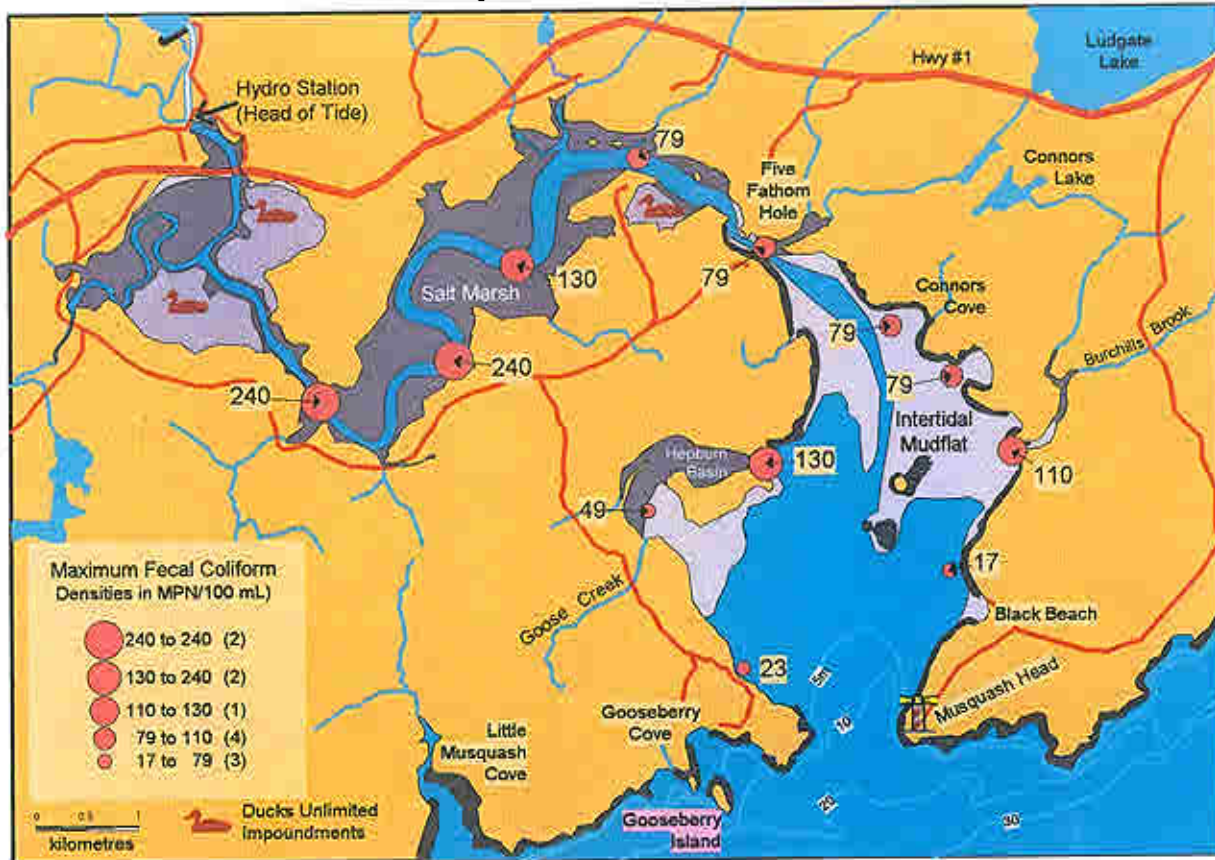 Hwy #1
Ludgate
Lake
Hydro Station
(Head of Tide)
79
Five
Fathom
Hole
Connors
Lake
130
79
Salt Marsh
Connors
Cove
79
Burchills Brook
240
79
240
Intertidal
Mudflat
Hepburn
Basin
130
110
49
17
Goose Creek
Black Beach
23
5m
10
Musquash Head
Gooseberry
Cove
Little
Musquash
Cove
20
Gooseberry
Island
30
Maximum Fecal Coliform
Densities in MPN/100 mL)
240 to 240 (2)
130 to 240 (2)
110 to 130 (1)
79 to 110 (4)
17 to 79 (3)
0 0.5 1
kilometres
Ducks Unlimited
Impoundments